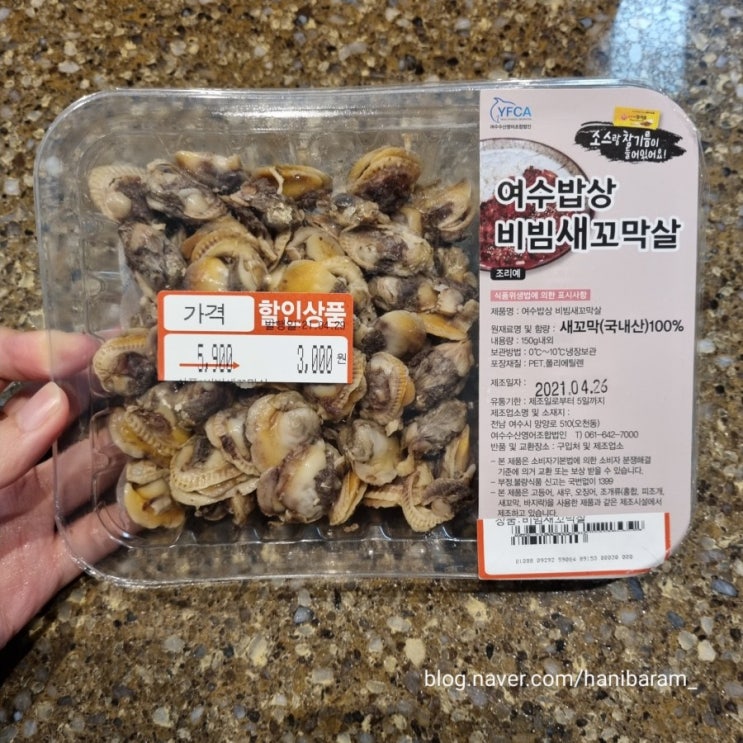 YFCA
여수수산영어조합법인
소스랑 참기름이
들어있어요!
여수밥상
비빔새꼬막살
조리예
식품위생법에 의한 표시사항
제품명 : 여수밥상 비빔새꼬막살
원재료명 및 함량 : 새꼬막(국내산)100%
내용량 : 150g내외
보관방법 : 0℃~10℃냉장보관
포장재질 : PET,폴리에틸렌
제조일자 : 2021.04.26
유통기한 : 제조일로부터 5일까지
제조업소명 및 소재지 :
전남 여수시 망양로 510(오천동)
여수수산영어조합법인 T) 061-642-7000
반품 및 교환장소 : 구입처 및 제조업소
- 본 제품은 소비자기본법에 의한 소비자 분쟁해결
기준에 의거 교환 또는 보상 받을 수 있습니다.
- 부정,불량식품 신고는 국번없이 1399
- 본 제품은 고등어, 새우, 오징어, 조개류(홍합, 피조개,
새꼬막, 바지락)을 사용한 제품과 같은 제조시설에서
제조하고 있습니다.
상품:비빔새꼬막살
가격 할인상품
5,900 3,000 원
blog.naver.com/hanibaram_